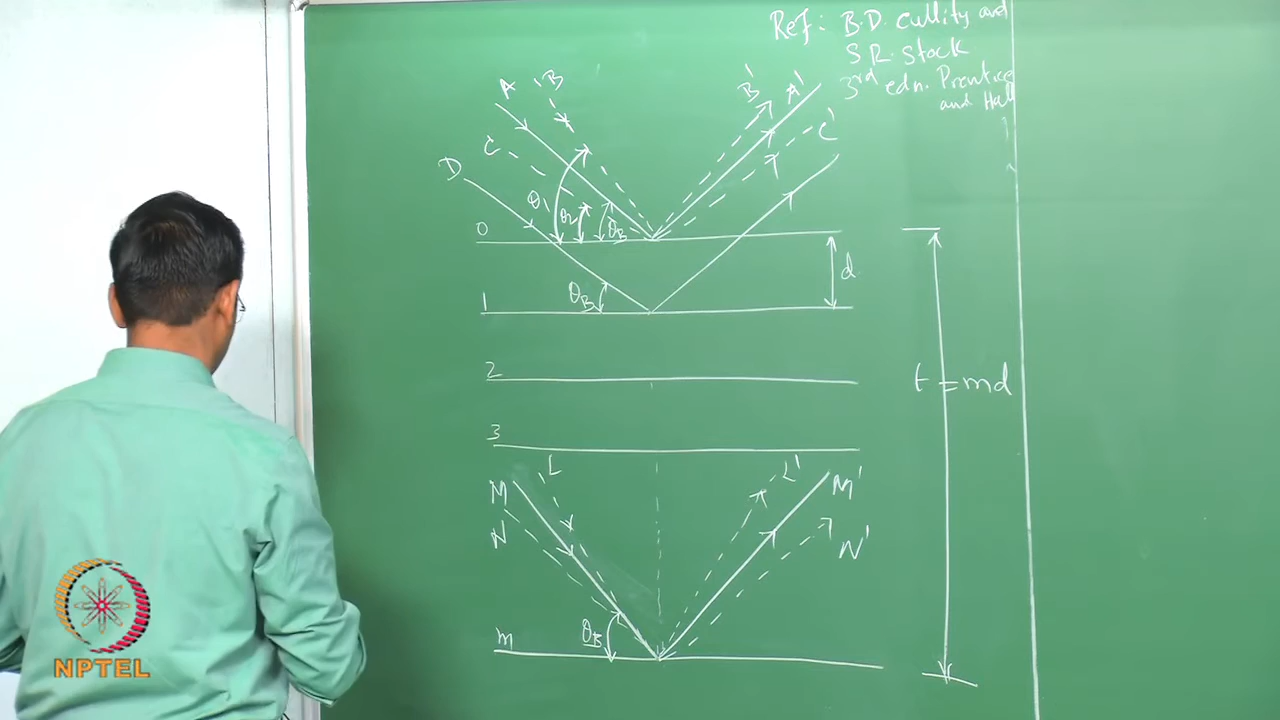 Ref: B.D. cullity and
S R. Stock
3rd edn. Prentice
and Hall
A B B' A' C'
C
D
θ1 θ2 θB
0
d
θB
1
2
t = md
3
M L L' M'
N N'
θB
m
NPTEL